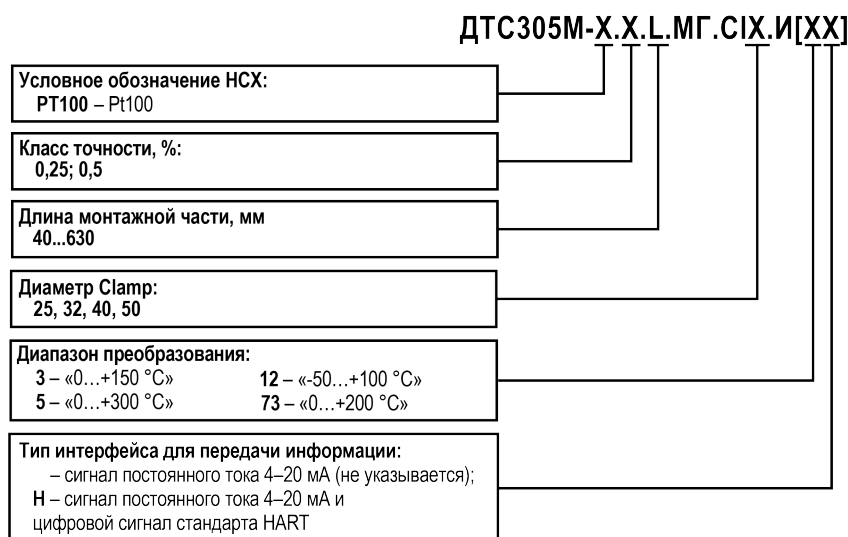 ДТС305М-Х.Х.L.МГ.СlХ.И[ХХ]
Условное обозначение НСХ:
PT100 – Pt100
Класс точности, %:
0,25; 0,5
Длина монтажной части, мм
40...630
Диаметр Clamp:
25, 32, 40, 50
Диапазон преобразования:
3 – «0…+150 °С» 12 – «-50…+100 °С»
5 – «0…+300 °С» 73 – «0…+200 °С»
Тип интерфейса для передачи информации:
– сигнал постоянного тока 4–20 мА (не указывается);
Н – сигнал постоянного тока 4–20 мА и
цифровой сигнал стандарта HART